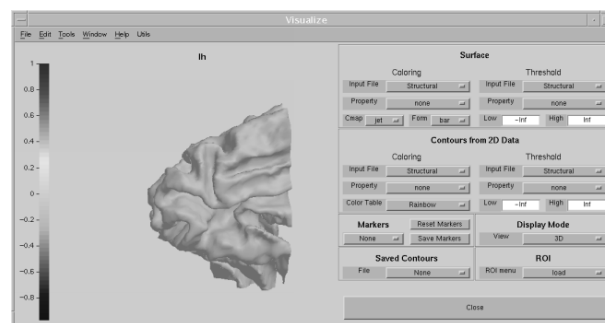 Visualize
File Edit Tools Window Help Utils
lh
1
0.8
0.6
0.4
0.2
0
-0.2
-0.4
-0.6
-0.8
Surface
Coloring Threshold
Input File Structural Input File Structural
Property none Property none
Cmap jet Form bar Low -Inf High Inf
Contours from 2D Data
Coloring Threshold
Input File Structural Input File Structural
Property none Property none
Color Table Rainbow Low -Inf High Inf
Markers Reset Markers Display Mode
None Save Markers View 3D
Saved Contours ROI
File None ROI menu load
Close